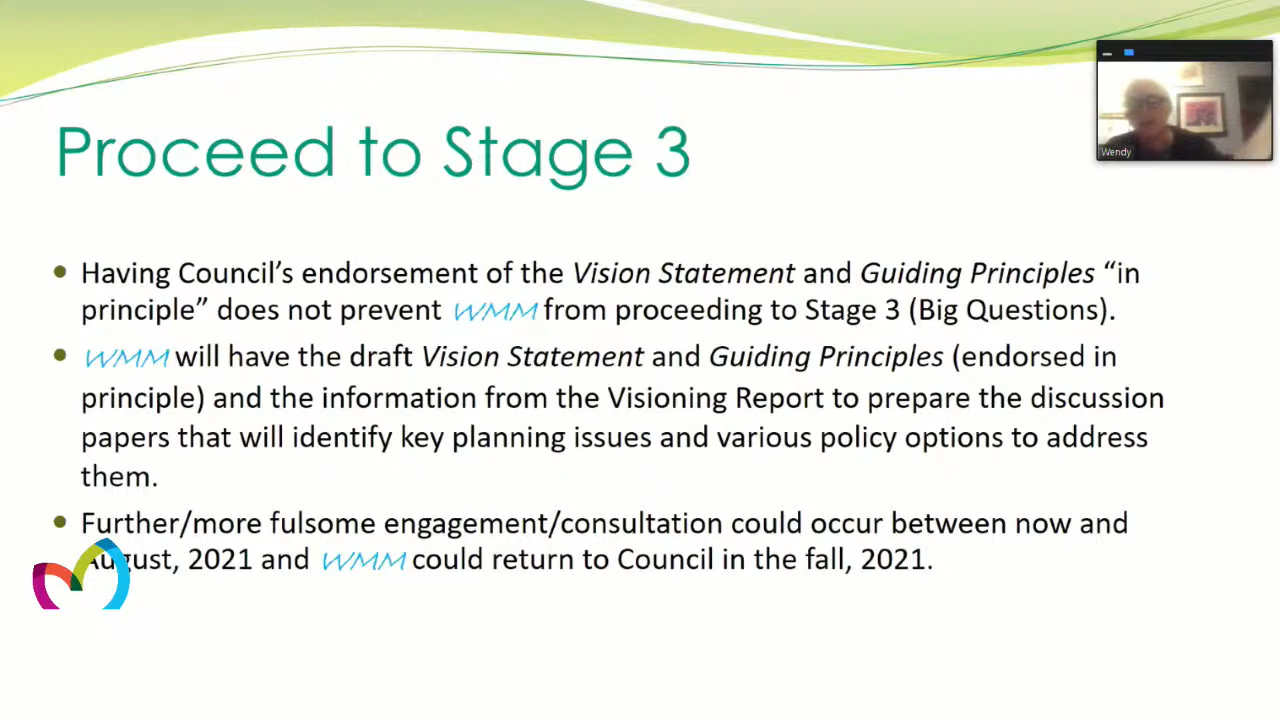 Wendy
Proceed to Stage 3
• Having Council’s endorsement of the Vision Statement and Guiding Principles “in
principle” does not prevent WMM from proceeding to Stage 3 (Big Questions).
• WMM will have the draft Vision Statement and Guiding Principles (endorsed in
principle) and the information from the Visioning Report to prepare the discussion
papers that will identify key planning issues and various policy options to address
them.
• Further/more fulsome engagement/consultation could occur between now and
August, 2021 and WMM could return to Council in the fall, 2021.